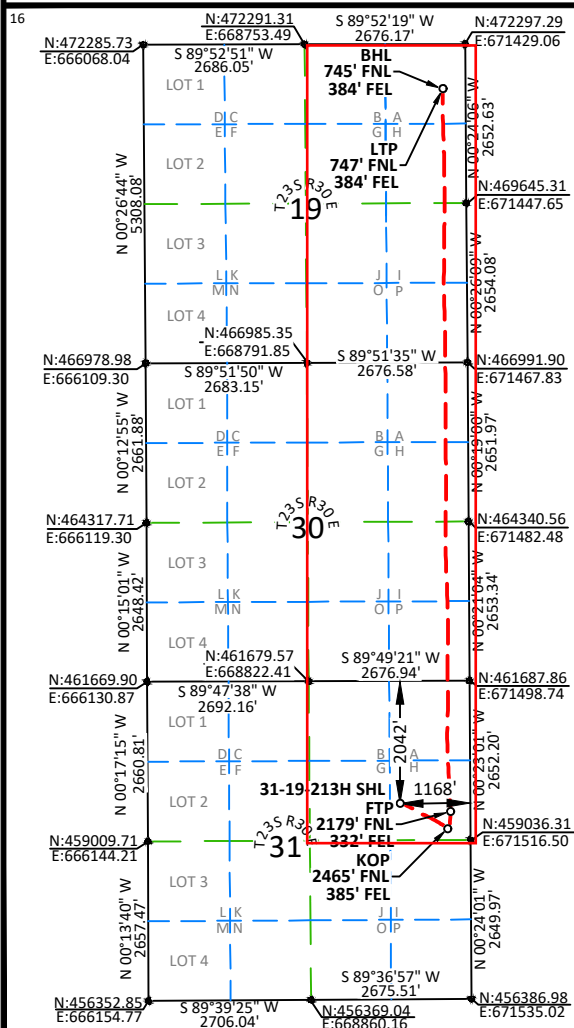 16
N:472291.31
E:668753.49
S 89°52'19" W
2676.17'
N:472297.29
E:671429.06
N:472285.73
E:666068.04
S 89°52'51" W
2686.05'
BHL
745' FNL
384' FEL
LOT 1
D C
E F
B A
G H
N 00°24'06" W
2652.63'
LTP
747' FNL
384' FEL
LOT 2
T 23 S R 30 E
19
N:469645.31
E:671447.65
N 00°26'44" W
5308.08'
LOT 3
L K
M N
J I
O P
N 00°26'09" W
2654.08'
LOT 4
N:466985.35
E:668791.85
S 89°51'35" W
2676.58'
N:466978.98
E:666109.30
N:466991.90
E:671467.83
S 89°51'50" W
2683.15'
LOT 1
N 00°12'55" W
2661.88'
D C
E F
B A
G H
N 00°19'00" W
2651.97'
LOT 2
T 23 S R 30 E
30
N:464317.71
E:666119.30
N:464340.56
E:671482.48
LOT 3
N 00°15'01" W
2648.42'
L K
M N
J I
O P
N 00°21'04" W
2653.34'
LOT 4
N:461679.57
E:668822.41
S 89°49'21" W
2676.94'
N:461669.90
E:666130.87
N:461687.86
E:671498.74
S 89°47'38" W
2692.16'
LOT 1
N 00°17'15" W
2660.81'
D C
E F
B A
G H
2042'
N 00°23'01" W
2652.20'
LOT 2
31-19-213H SHL
1168'
FTP
2179' FNL
332' FEL
T 23 S R 30 E
31
N:459009.71
E:666144.21
N:459036.31
E:671516.50
KOP
2465' FNL
385' FEL
LOT 3
N 00°13'40" W
2657.47'
L K
M N
J I
O P
N 00°24'01" W
2649.97'
LOT 4
S 89°36'57" W
2675.51'
N:456352.85
E:666154.77
S 89°39'25" W
2706.04'
N:456369.04
E:668860.16
N:456386.98
E:671535.02